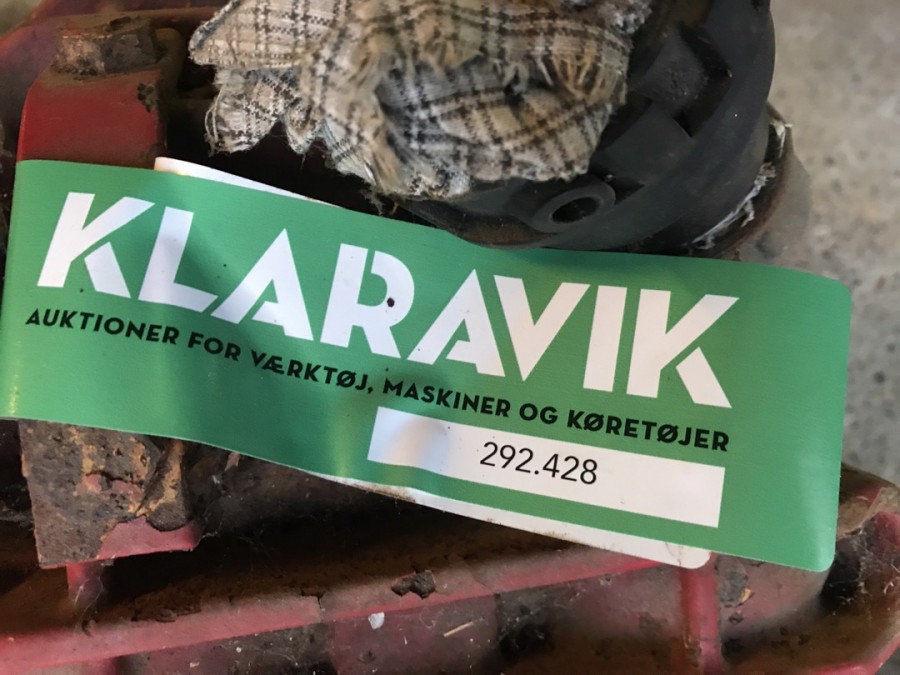 KLARAVIK
AUKTIONER FOR VÆRKTØJ, MASKINER OG KØRETØJER
292.428